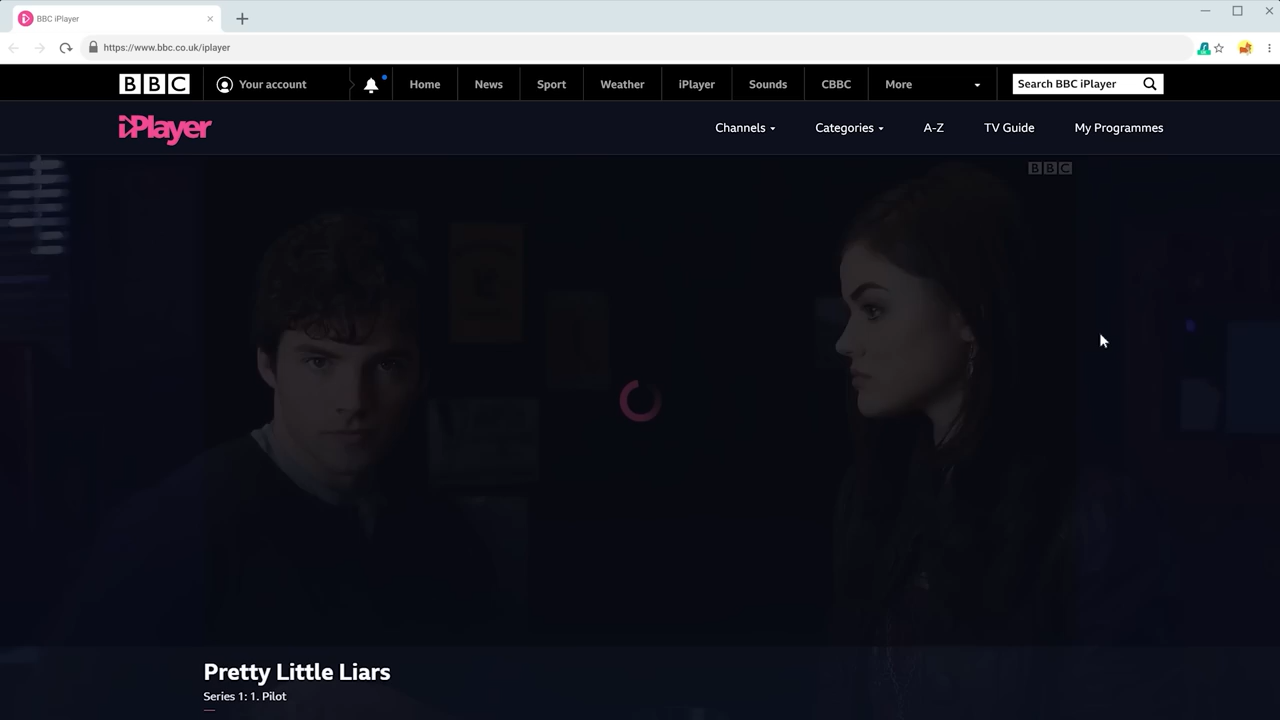 BBC iPlayer
https://www.bbc.co.uk/iplayer
BBC
Your account
Home
News
Sport
Weather
iPlayer
Sounds
CBBC
More
Search BBC iPlayer
iPlayer
Channels
Categories
A-Z
TV Guide
My Programmes
BBC
Pretty Little Liars
Series 1: 1. Pilot